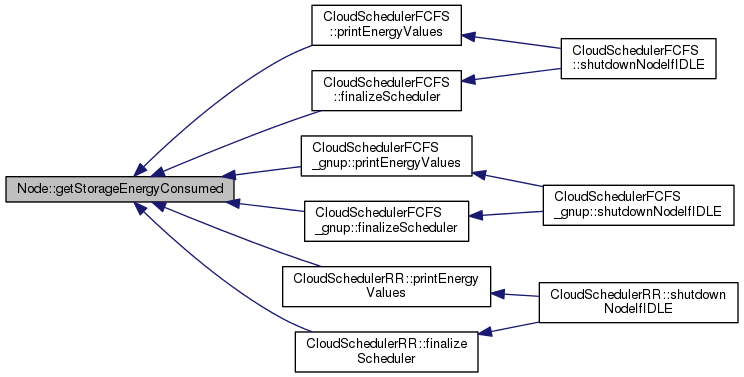 Node::getStorageEnergyConsumed
CloudSchedulerFCFS
::printEnergyValues
CloudSchedulerFCFS
::finalizeScheduler
CloudSchedulerFCFS
_gnup::printEnergyValues
CloudSchedulerFCFS
_gnup::finalizeScheduler
CloudSchedulerRR::printEnergy
Values
CloudSchedulerRR::finalize
Scheduler
CloudSchedulerFCFS
::shutdownNodeIfIDLE
CloudSchedulerFCFS
_gnup::shutdownNodeIfIDLE
CloudSchedulerRR::shutdown
NodeIfIDLE